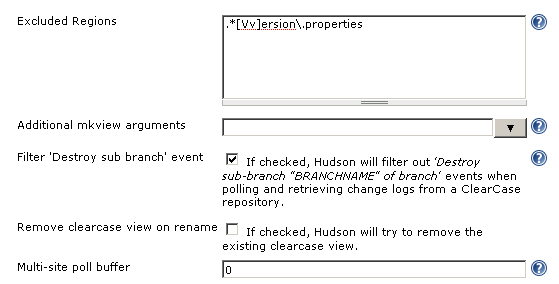 Excluded Regions
.*[Vv]ersion\.properties
Additional mkview arguments
Filter 'Destroy sub branch' event
If checked, Hudson will filter out 'Destroy
sub-branch "BRANCHNAME" of branch' events when
polling and retrieving change logs from a ClearCase
repository.
Remove clearcase view on rename
If checked, Hudson will try to remove the
existing clearcase view.
Multi-site poll buffer
0